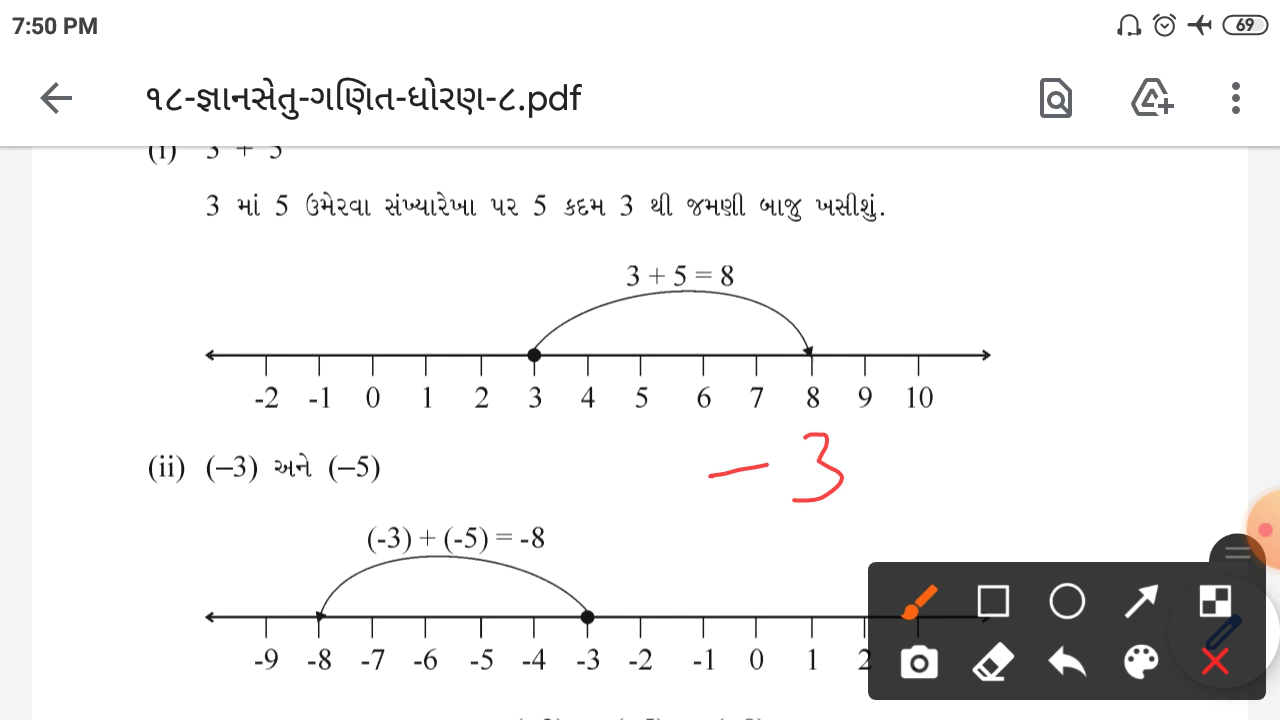 7:50 PM
69
૧૮-જ્ઞાનસેતુ-ગણિત-ધોરણ-૮.pdf
(i) 3 + 5
3 માં 5 ઉમેરવા સંખ્યારેખા પર 5 કદમ 3 થી જમણી બાજુ ખસીશું.
3 + 5 = 8
-2 -1 0 1 2 3 4 5 6 7 8 9 10
(ii) (–3) અને (–5)
– 3
(-3) + (-5) = -8
-9 -8 -7 -6 -5 -4 -3 -2 -1 0 1 2